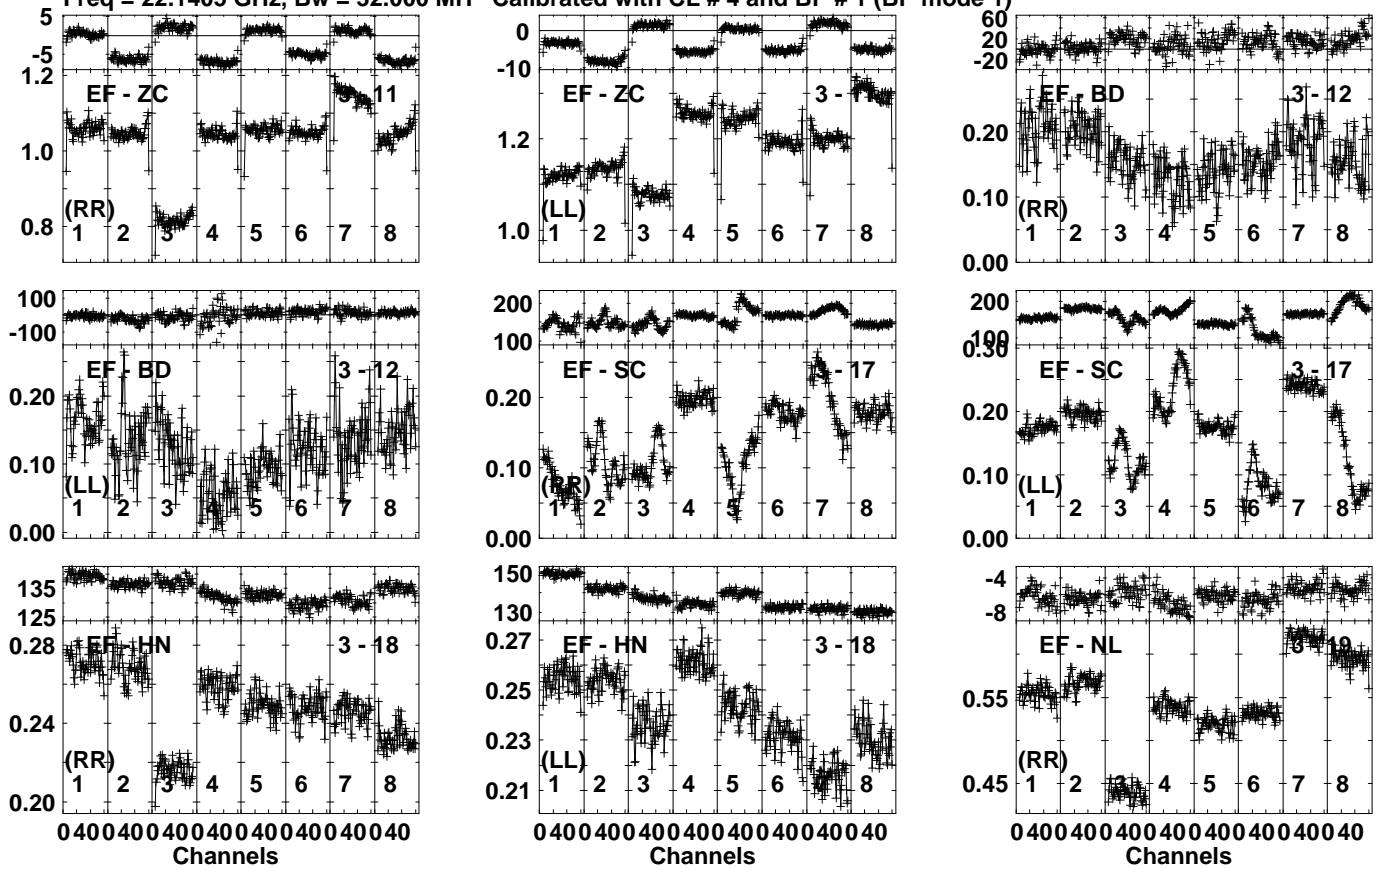 Freq = 22.1405 GHz, Bw = 32.000 MH Calibrated with CL # 4 and BP # 1 (BP mode 1)
5
-5
1.2
1.0
0.8
EF - ZC
3 - 11
(RR)
1 2 3 4 5 6 7 8
0
-10
1.2
1.0
EF - ZC
3 - 11
(LL)
1 2 3 4 5 6 7 8
60
20
-20
0.20
0.10
0.00
EF - BD
3 - 12
(RR)
1 2 3 4 5 6 7 8
100
-100
0.20
0.10
0.00
EF - BD
3 - 12
(LL)
1 2 3 4 5 6 7 8
200
100
0.20
0.10
0.00
EF - SC
3 - 17
(RR)
1 2 3 4 5 6 7 8
200
100
0.30
0.20
0.10
0.00
EF - SC
3 - 17
(LL)
1 2 3 4 5 6 7 8
135
125
0.28
0.24
0.20
EF - HN
3 - 18
(RR)
1 2 3 4 5 6 7 8
0 40 0 40 0 40 0 40 0 40 0 40 0 40 0 40
Channels
150
130
0.27
0.25
0.23
0.21
EF - HN
3 - 18
(LL)
1 2 3 4 5 6 7 8
0 40 0 40 0 40 0 40 0 40 0 40 0 40 0 40
Channels
-4
-8
0.55
0.45
EF - NL
3 - 19
(RR)
1 2 3 4 5 6 7 8
0 40 0 40 0 40 0 40 0 40 0 40 0 40 0 40
Channels